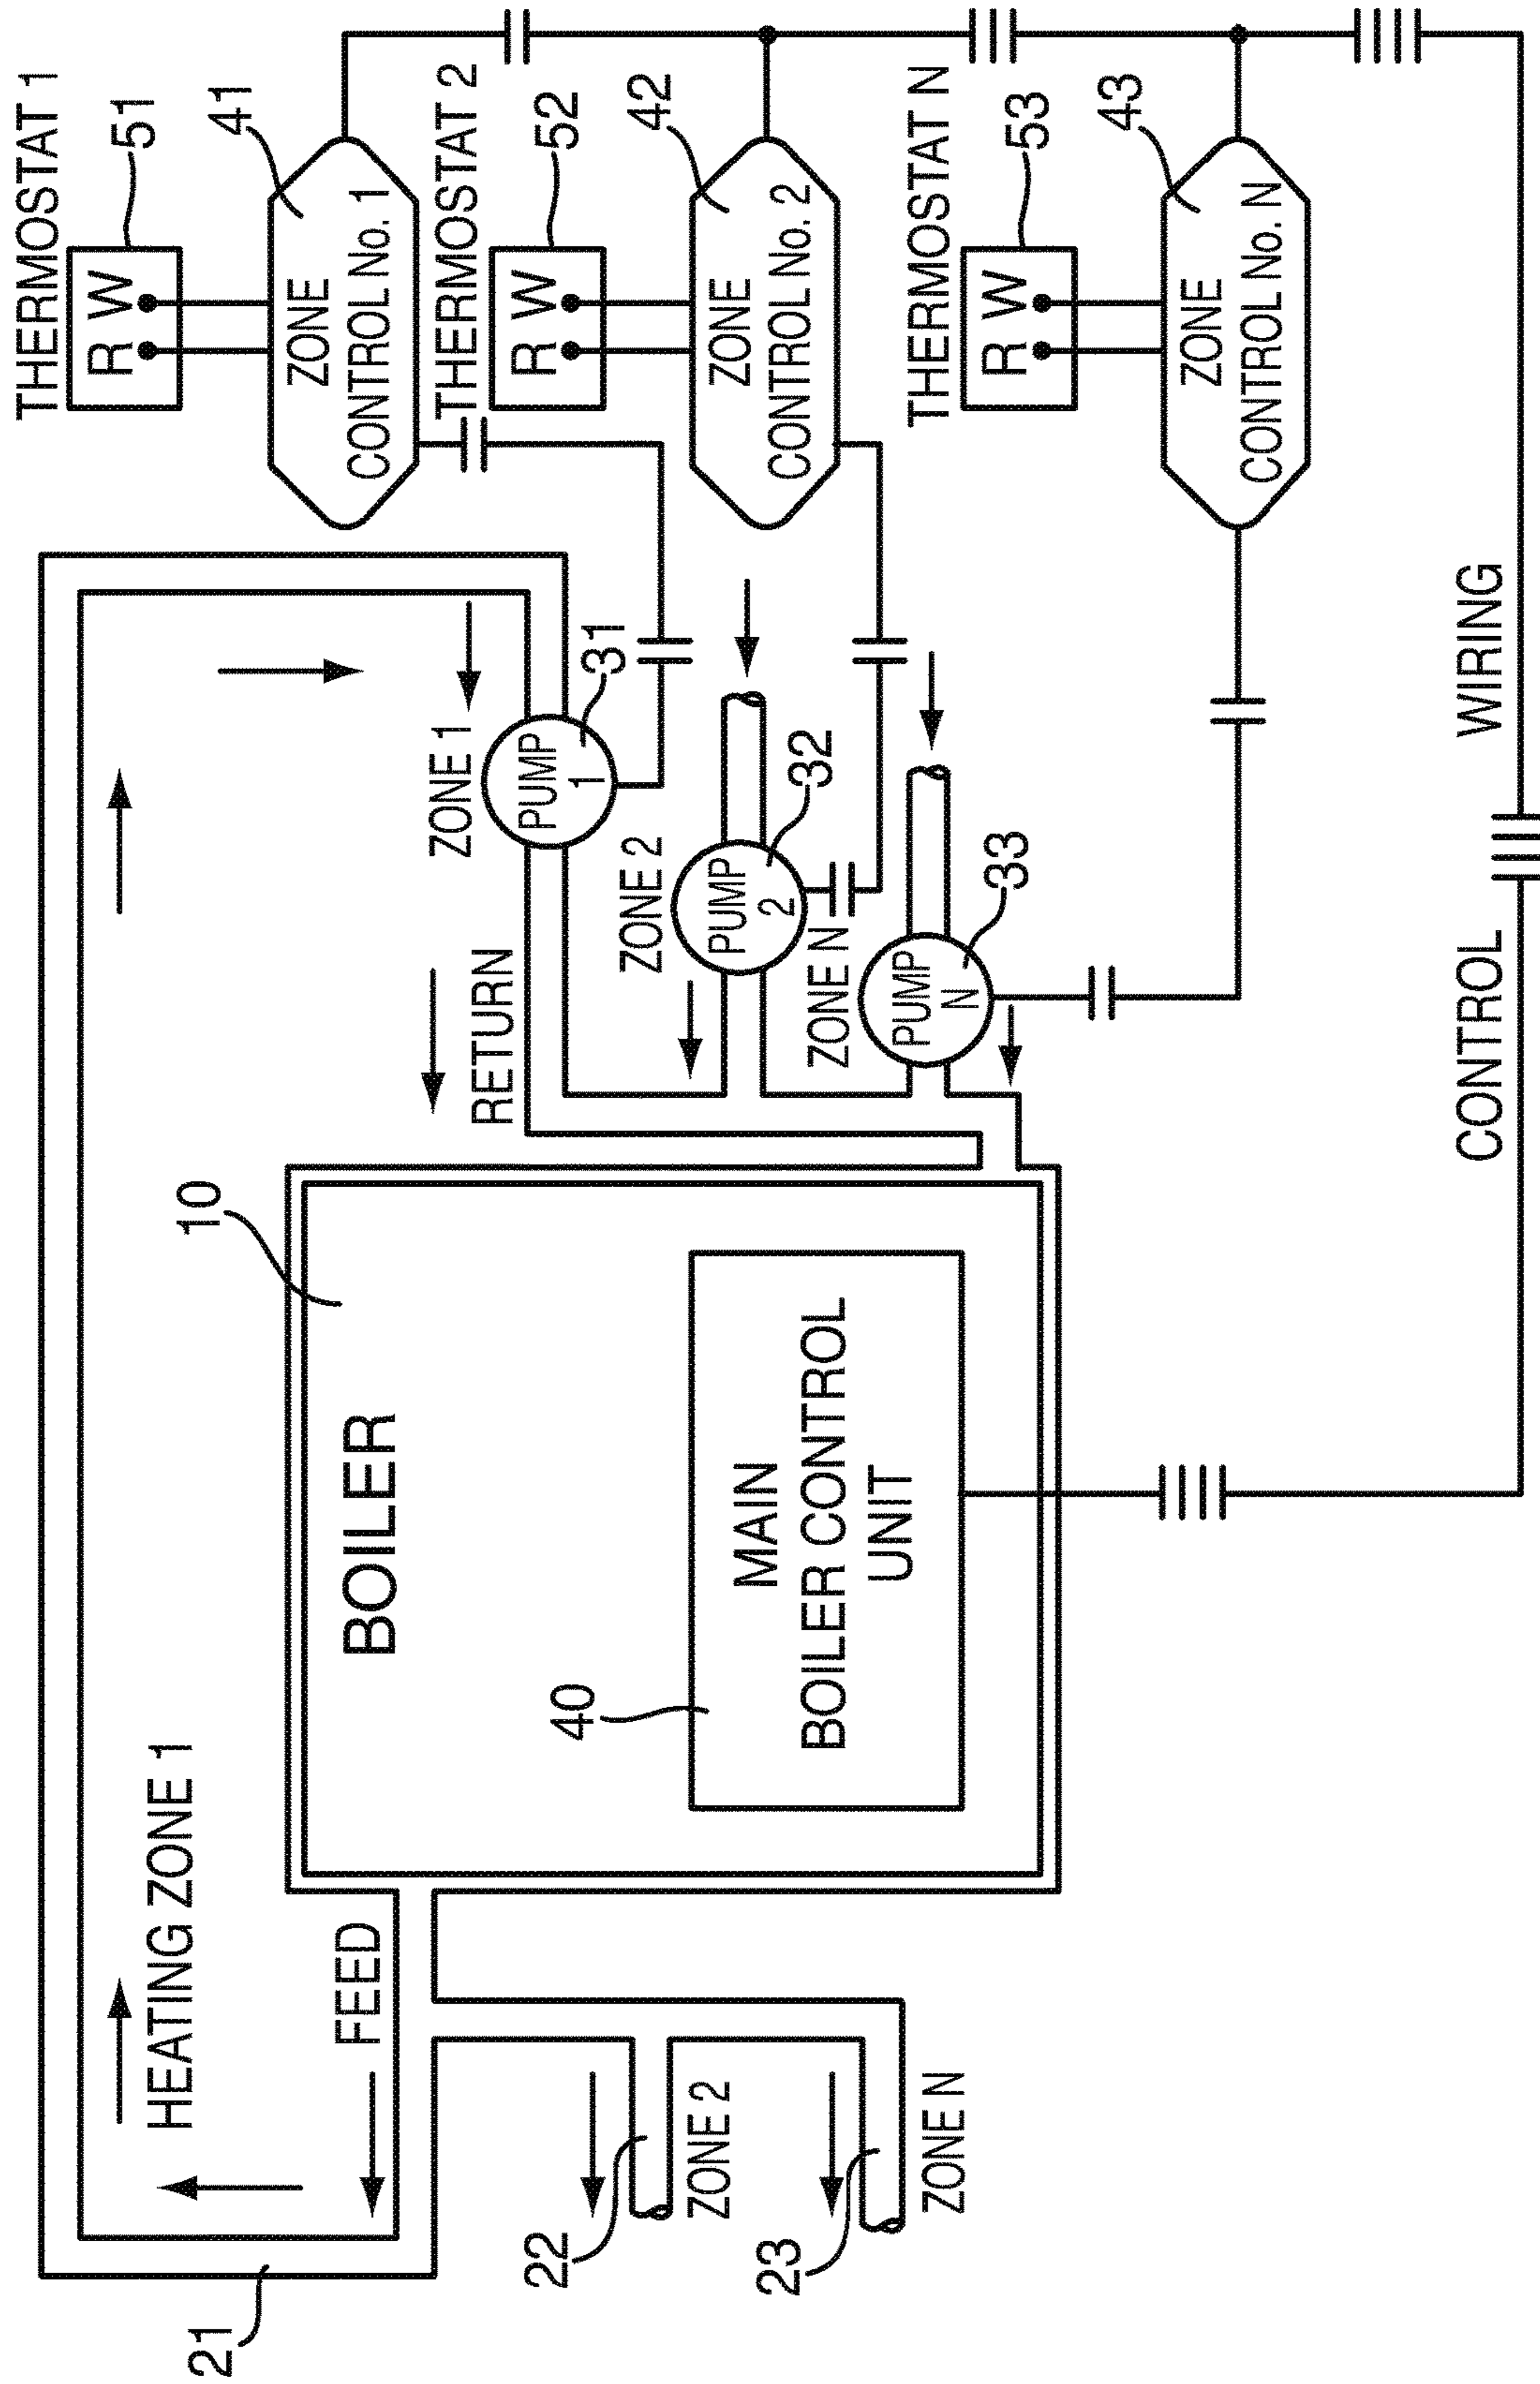 THERMOSTAT 1
51
R W
41
ZONE
CONTROL No. 1
THERMOSTAT 2
52
R W
42
ZONE
CONTROL No. 2
THERMOSTAT N
53
R W
43
ZONE
CONTROL No. N
ZONE 1
PUMP
1
31
ZONE 2
PUMP
2
32
ZONE N
PUMP
N
33
RETURN
10
BOILER
40
MAIN
BOILER CONTROL
UNIT
HEATING ZONE 1
FEED
21
22
ZONE 2
23
ZONE N
CONTROL WIRING